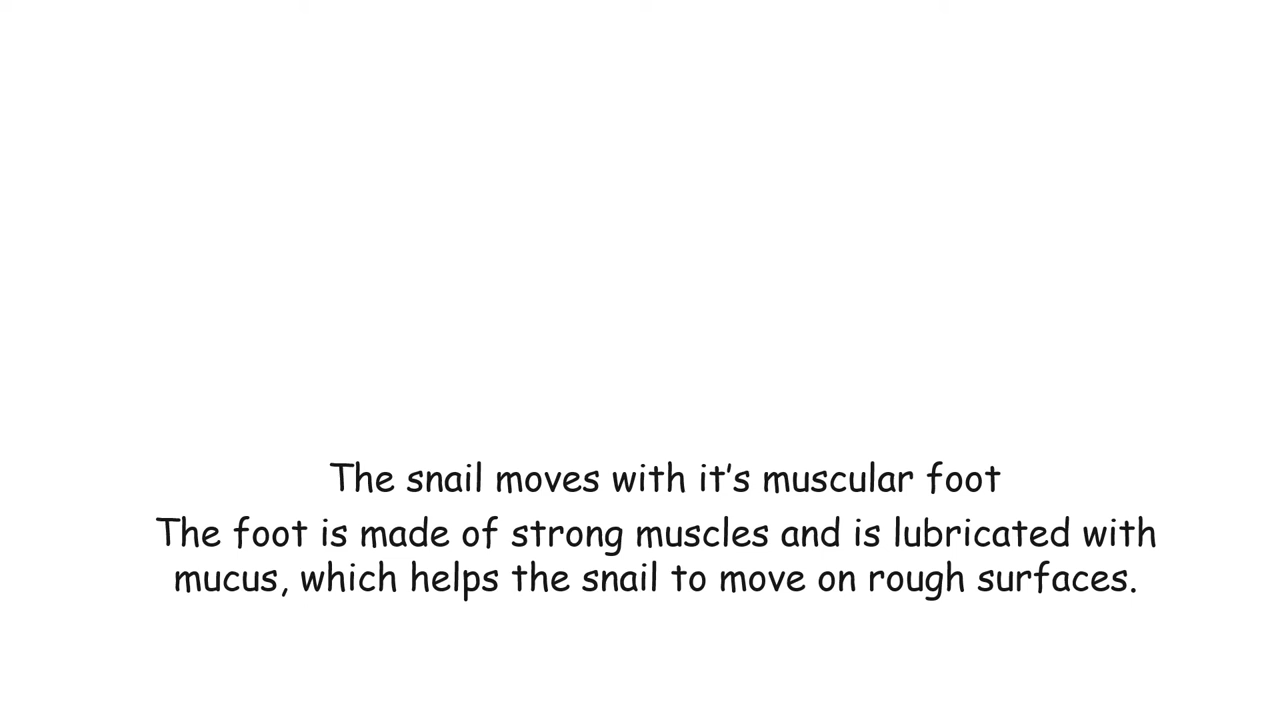 The snail moves with it’s muscular foot
The foot is made of strong muscles and is lubricated with
mucus, which helps the snail to move on rough surfaces.